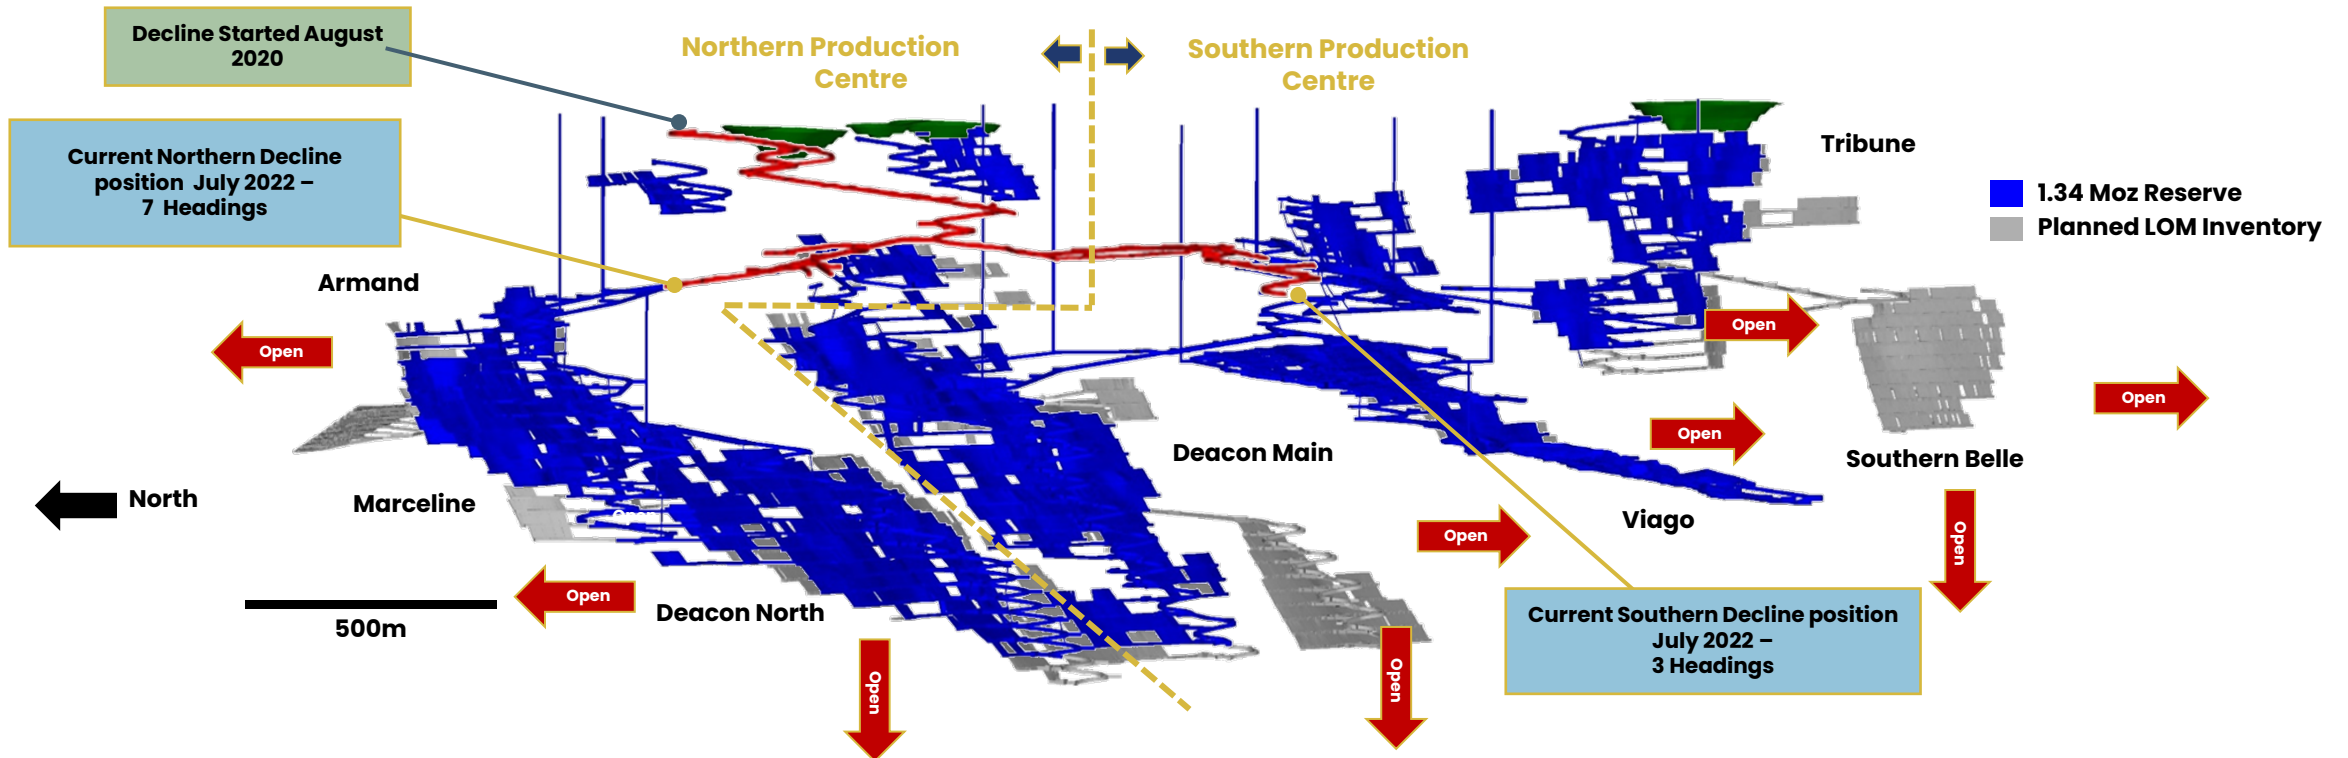 Decline Started August
2020
Northern Production
Centre
Southern Production
Centre
Current Northern Decline
position July 2022 –
7 Headings
Tribune
1.34 Moz Reserve
Planned LOM Inventory
Armand
Open
Open
Open
Open
Deacon Main
Southern Belle
North
Marceline
Open
Viago
Open
Open
Open
Deacon North
500m
Current Southern Decline position
July 2022 –
3 Headings
Open
Open